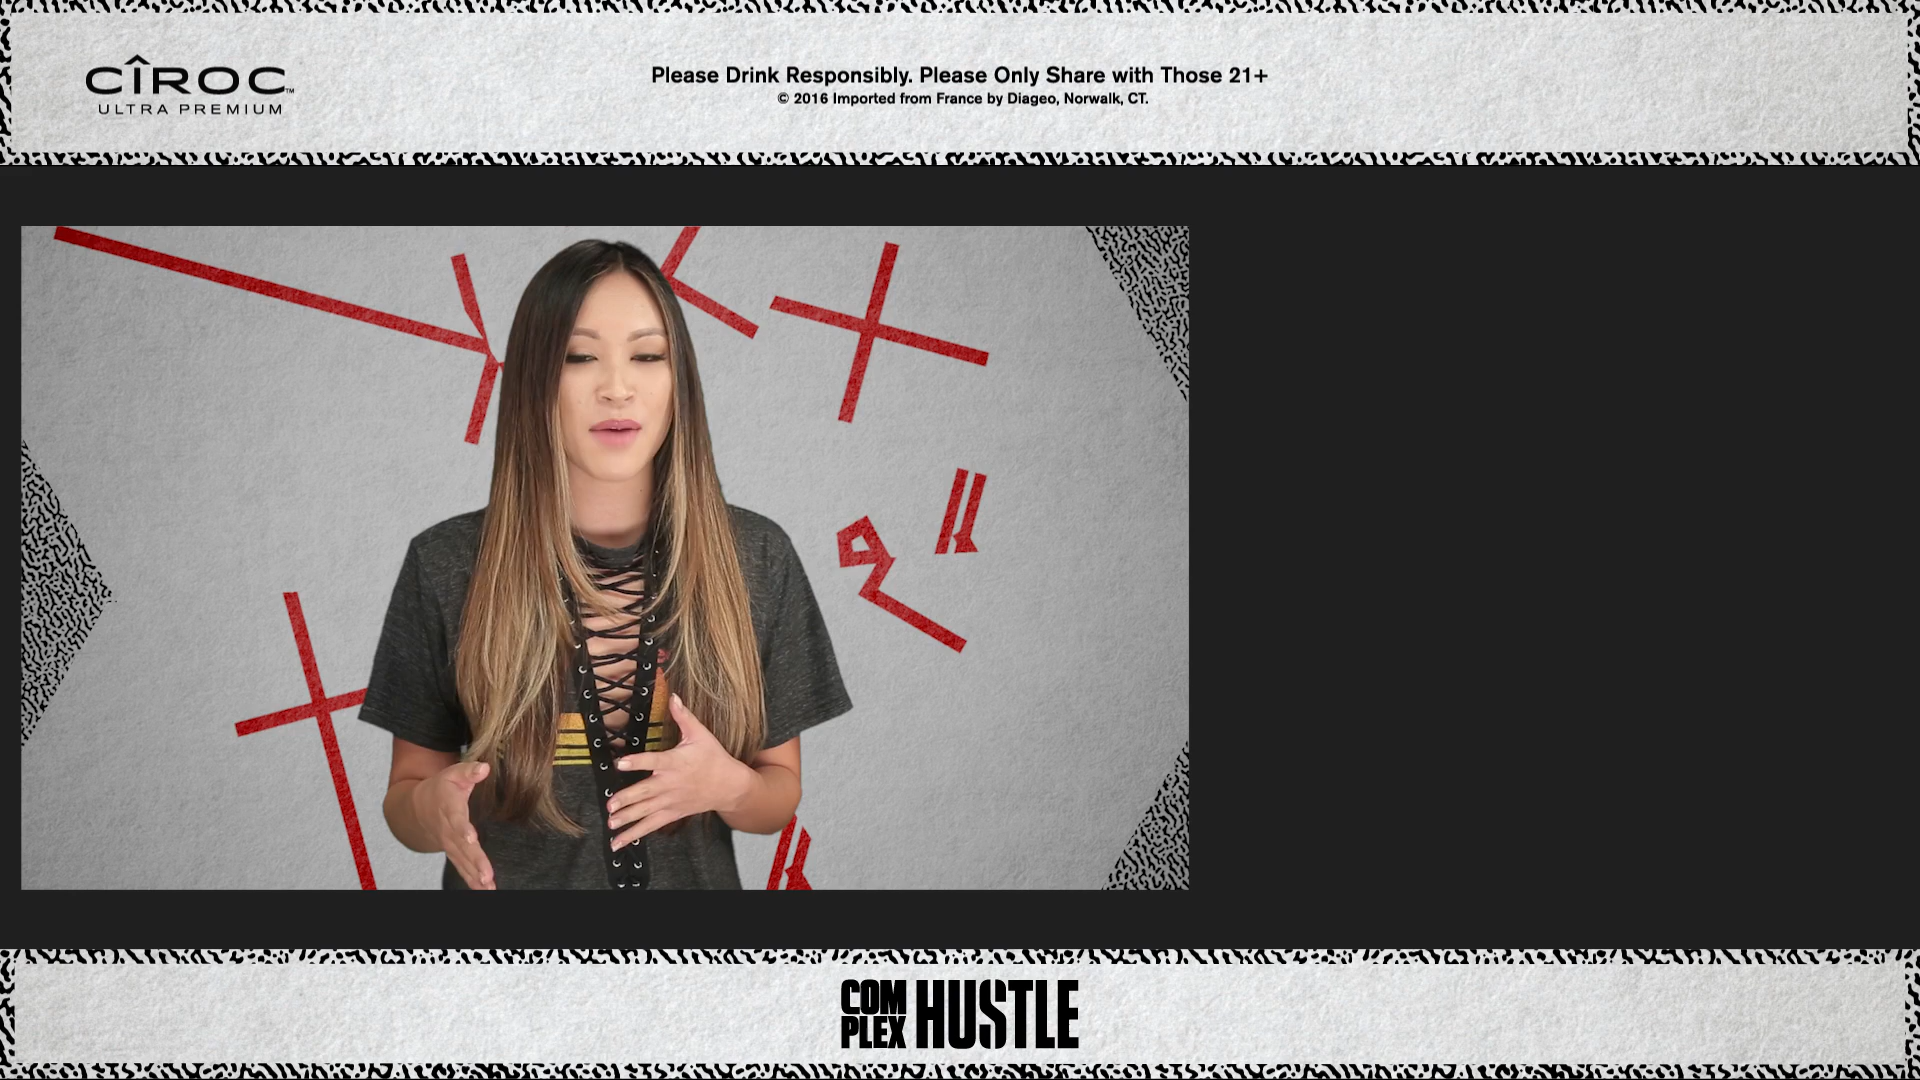 CÎROC™
ULTRA PREMIUM
Please Drink Responsibly. Please Only Share with Those 21+
© 2016 Imported from France by Diageo, Norwalk, CT.
COM
PLEX HUSTLE